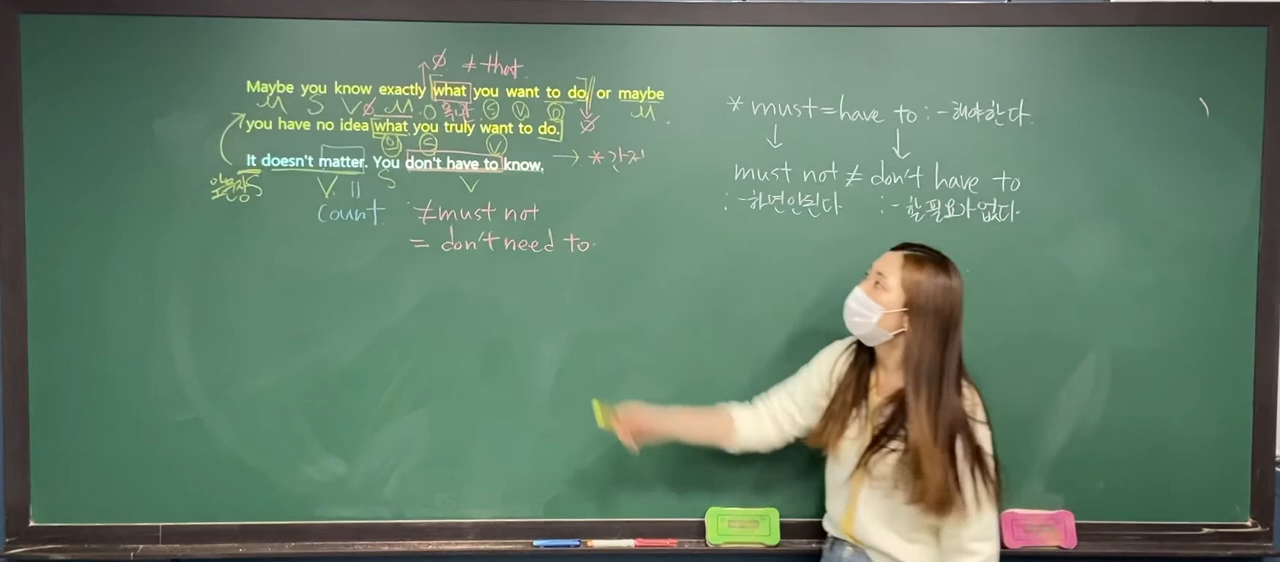 ∅ ≠ that
Maybe you know exactly what you want to do, or maybe
M S V ∅ M O S V O M
you have no idea what you truly want to do.
O S V
It doesn't matter. You don't have to know. → *
S V S V
|| 
count ≠ must not
= don't need to
* must = have to : ~해야한다.
↓ ↓
must not ≠ don't have to
: ~하면안된다 : ~할필요가없다.